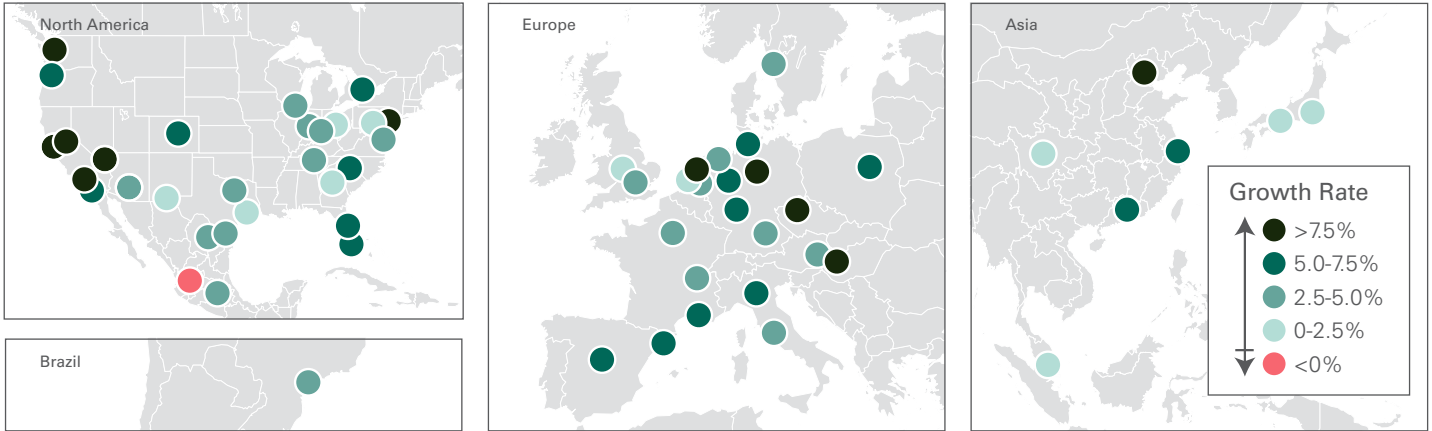 North America
Europe
Asia
Brazil
Growth Rate
>7.5%
5.0-7.5%
2.5-5.0%
0-2.5%
<0%